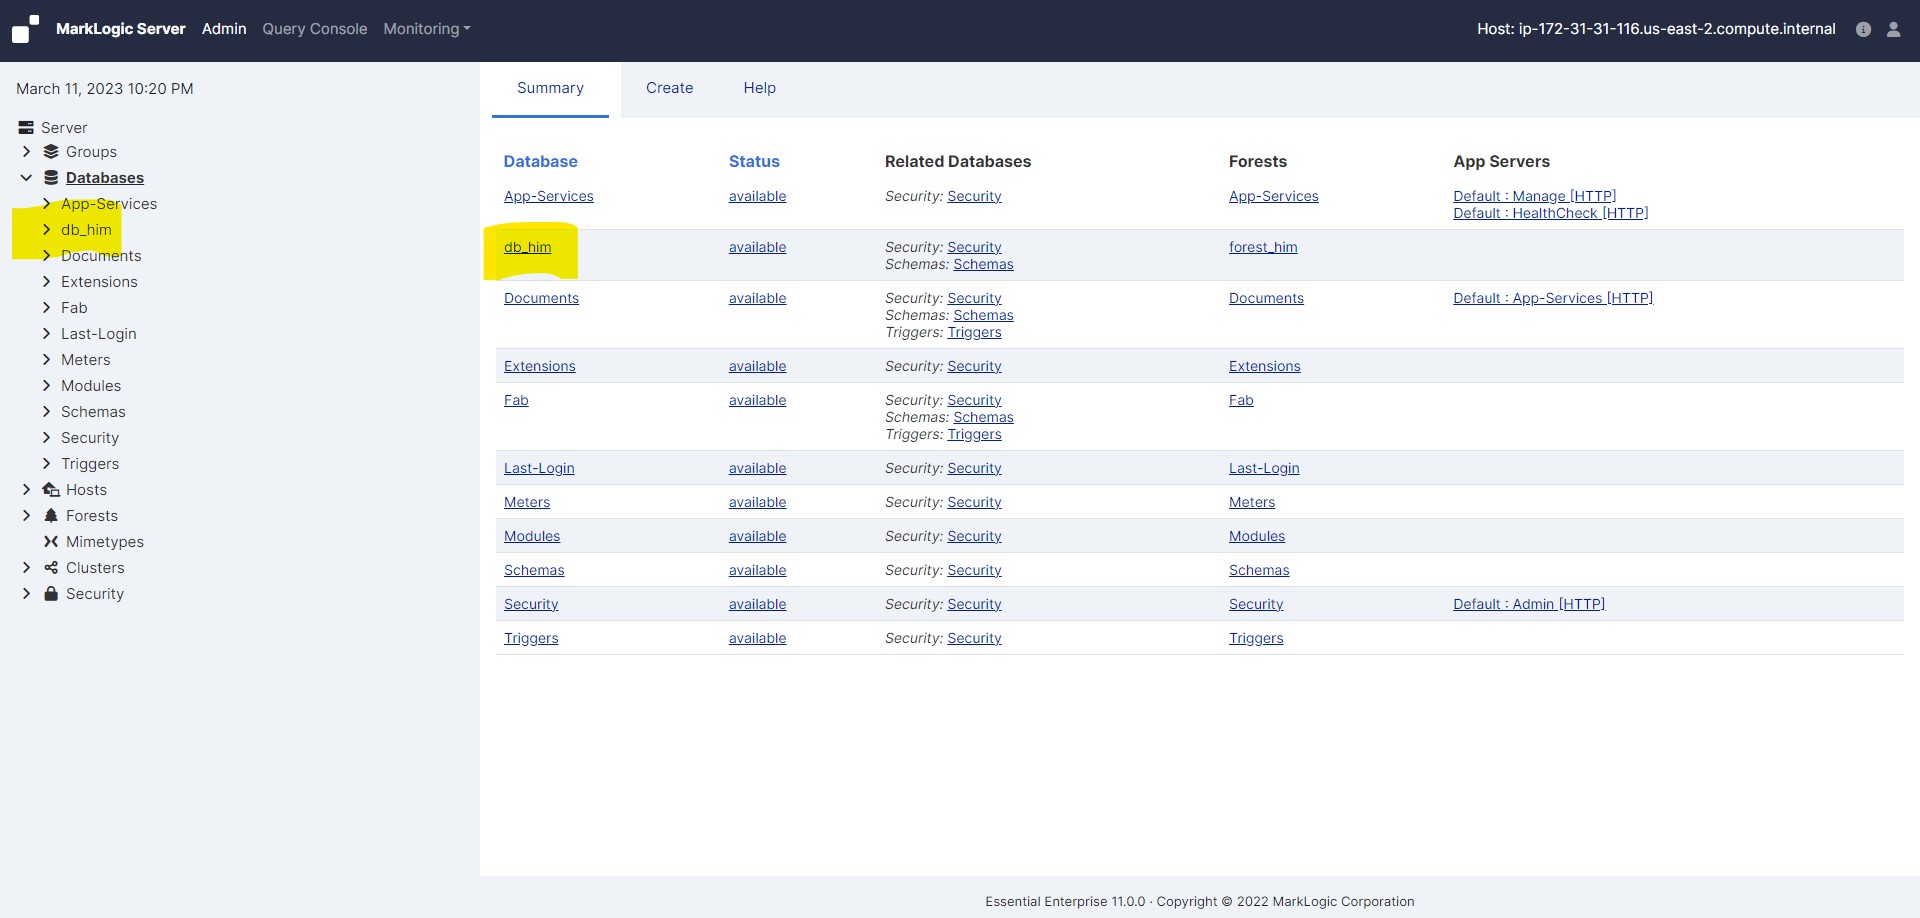 MarkLogic Server Admin Query Console Monitoring Host: ip-172-31-31-116.us-east-2.compute.internal
March 11, 2023 10:20 PM
Server
Groups
Databases
App-Services
db_him
Documents
Extensions
Fab
Last-Login
Meters
Modules
Schemas
Security
Triggers
Hosts
Forests
Mimetypes
Clusters
Security
Summary Create Help
Database Status Related Databases Forests App Servers
App-Services available Security: Security App-Services Default : Manage [HTTP]
Default : HealthCheck [HTTP]
db_him available Security: Security forest_him
Schemas: Schemas
Documents available Security: Security Documents Default : App-Services [HTTP]
Schemas: Schemas
Triggers: Triggers
Extensions available Security: Security Extensions
Fab available Security: Security Fab
Schemas: Schemas
Triggers: Triggers
Last-Login available Security: Security Last-Login
Meters available Security: Security Meters
Modules available Security: Security Modules
Schemas available Security: Security Schemas
Security available Security: Security Security Default : Admin [HTTP]
Triggers available Security: Security Triggers
Essential Enterprise 11.0.0 · Copyright © 2022 MarkLogic Corporation